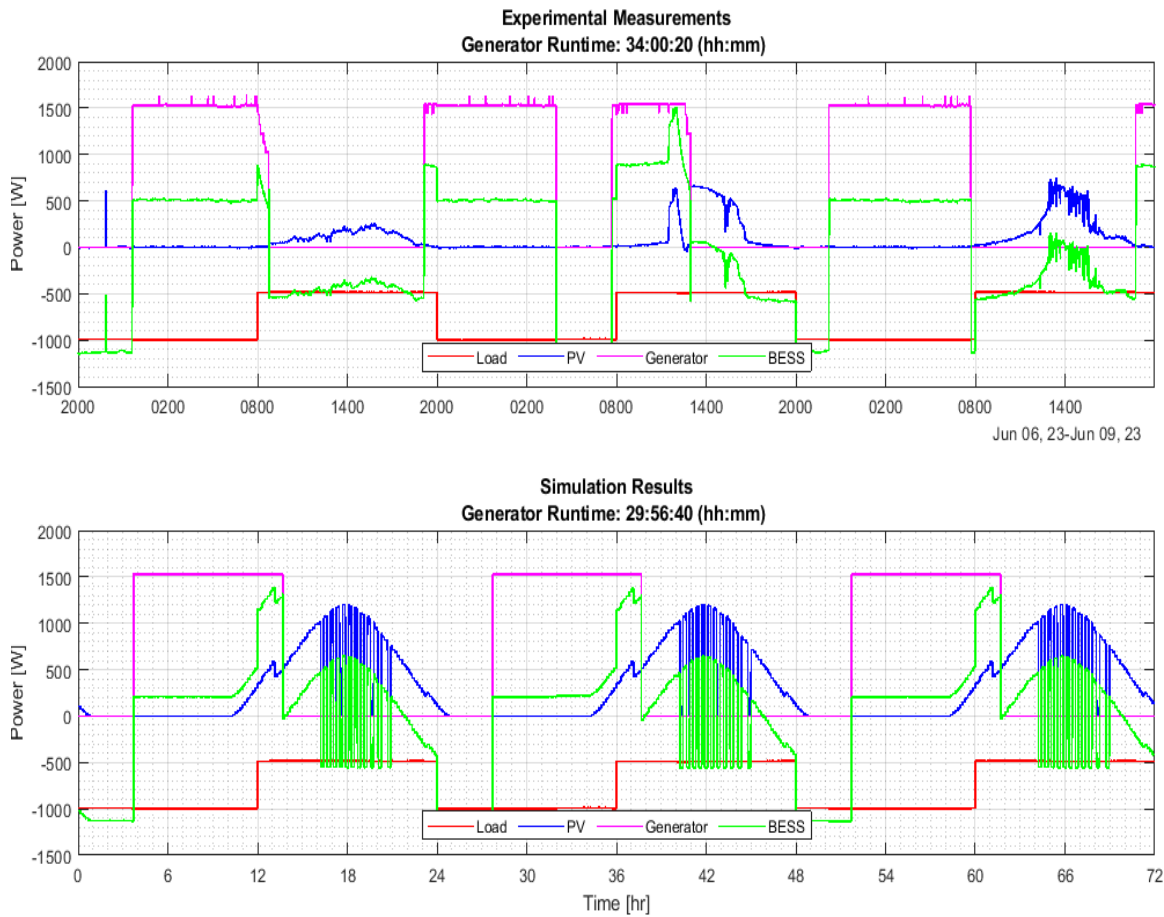 Experimental Measurements
Generator Runtime: 34:00:20 (hh:mm)
2000
1500
1000
500
0
-500
-1000
-1500
Power [W]
Load PV Generator BESS
2000 0200 0800 1400 2000 0200 0800 1400 2000 0200 0800 1400
Jun 06, 23-Jun 09, 23
Simulation Results
Generator Runtime: 29:56:40 (hh:mm)
2000
1500
1000
500
0
-500
-1000
-1500
Power [W]
Load PV Generator BESS
0 6 12 18 24 30 36 42 48 54 60 66 72
Time [hr]